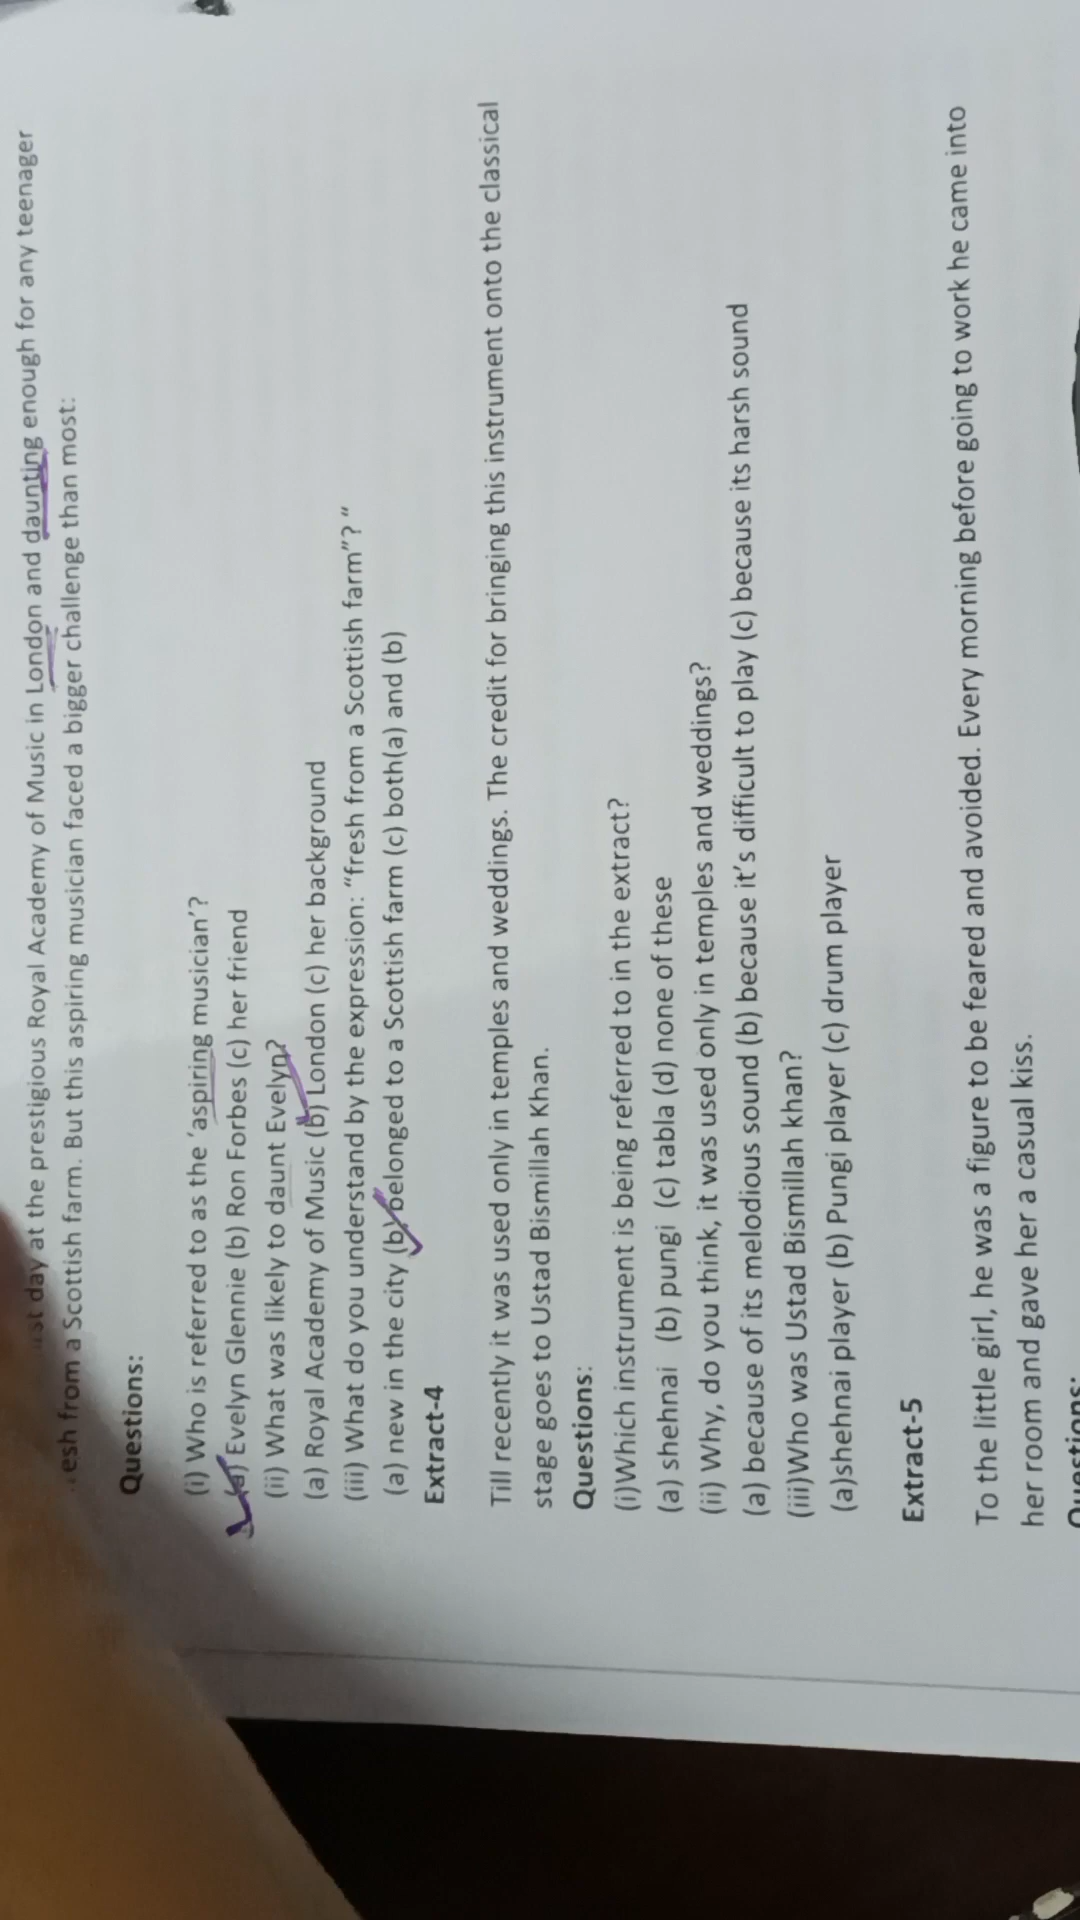 day at the prestigious Royal Academy of Music in London and daunting enough for any teenager
from a Scottish farm. But this aspiring musician faced a bigger challenge than most:
Questions:
(i) Who is referred to as the 'aspiring musician'?
(a) Evelyn Glennie (b) Ron Forbes (c) her friend
(ii) What was likely to daunt Evelyn?
(a) Royal Academy of Music (b) London (c) her background
(iii) What do you understand by the expression: "fresh from a Scottish farm"? "
(a) new in the city (b) belonged to a Scottish farm (c) both(a) and (b)
Extract-4
Till recently it was used only in temples and weddings. The credit for bringing this instrument onto the classical
stage goes to Ustad Bismillah Khan.
Questions:
(i)Which instrument is being referred to in the extract?
(a) shehnai (b) pungi (c) tabla (d) none of these
(ii) Why, do you think, it was used only in temples and weddings?
(a) because of its melodious sound (b) because it's difficult to play (c) because its harsh sound
(iii)Who was Ustad Bismillah khan?
(a)shehnai player (b) Pungi player (c) drum player
Extract-5
To the little girl, he was a figure to be feared and avoided. Every morning before going to work he came into
her room and gave her a casual kiss.
Questions: